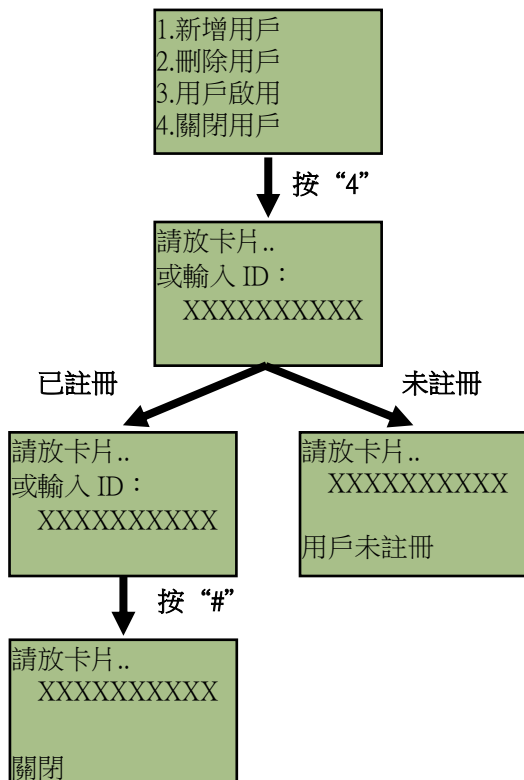 1.新增用戶
2.刪除用戶
3.用戶啟用
4.關閉用戶
按“4”
請放卡片..
或輸入 ID：
XXXXXXXXXX
已註冊
未註冊
請放卡片..
或輸入 ID：
XXXXXXXXXX
請放卡片..
XXXXXXXXXX
用戶未註冊
按“#”
請放卡片..
XXXXXXXXXX
關閉